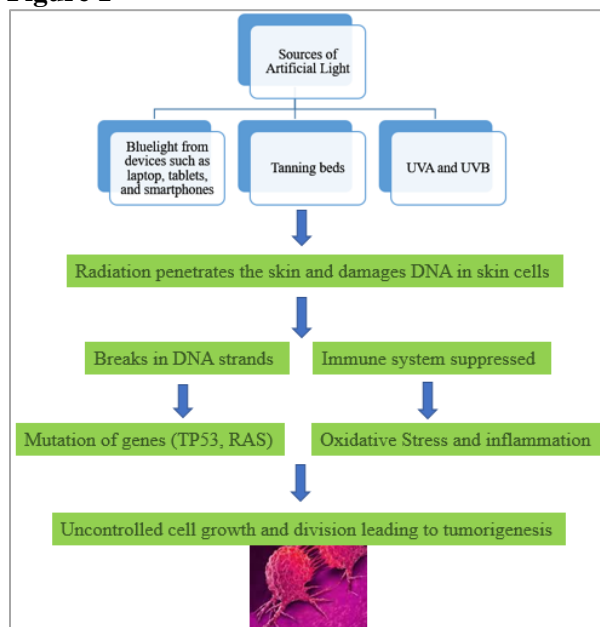 Sources of
Artificial Light
Bluelight from
devices such as
laptop, tablets,
and smartphones
Tanning beds
UVA and UVB
Radiation penetrates the skin and damages DNA in skin cells
Breaks in DNA strands
Immune system suppressed
Mutation of genes (TP53, RAS)
Oxidative Stress and inflammation
Uncontrolled cell growth and division leading to tumorigenesis